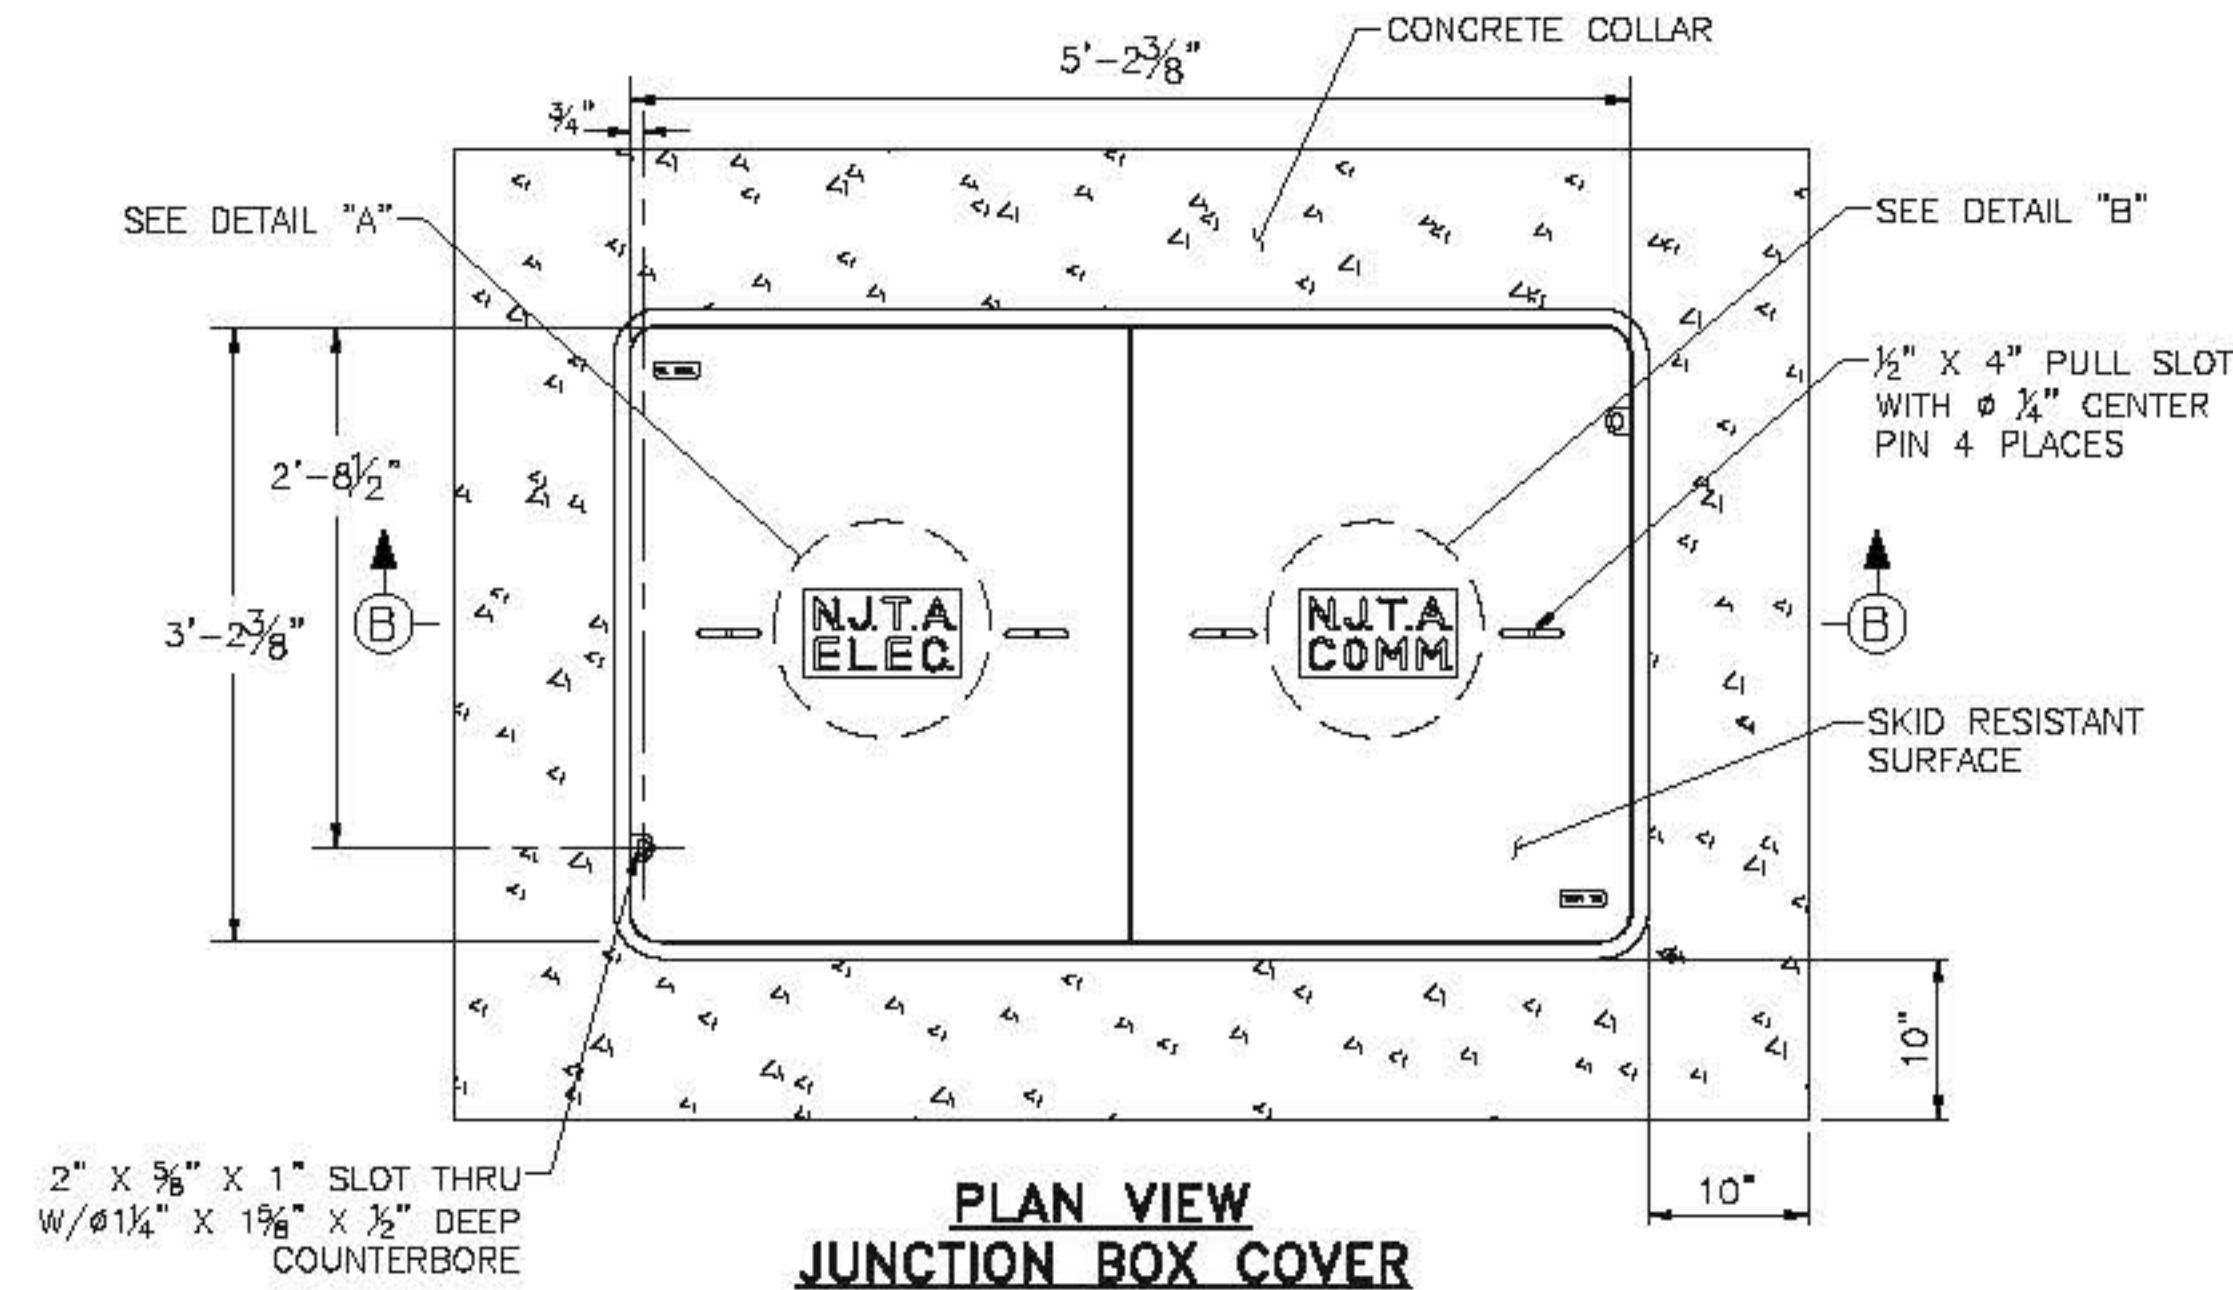 CONCRETE COLLAR
5'-2⅜"
¾"
SEE DETAIL "A"
SEE DETAIL "B"
½" X 4" PULL SLOT
WITH ø ¼" CENTER
PIN 4 PLACES
2'-8½"
3'-2⅜"
B
B
N.J.T.A.
ELEC.
N.J.T.A.
COMM.
SKID RESISTANT
SURFACE
10"
10"
2" X ⅝" X 1" SLOT THRU
W/ø1¼" X 1⅝" X ½" DEEP
COUNTERBORE
PLAN VIEW
JUNCTION BOX COVER